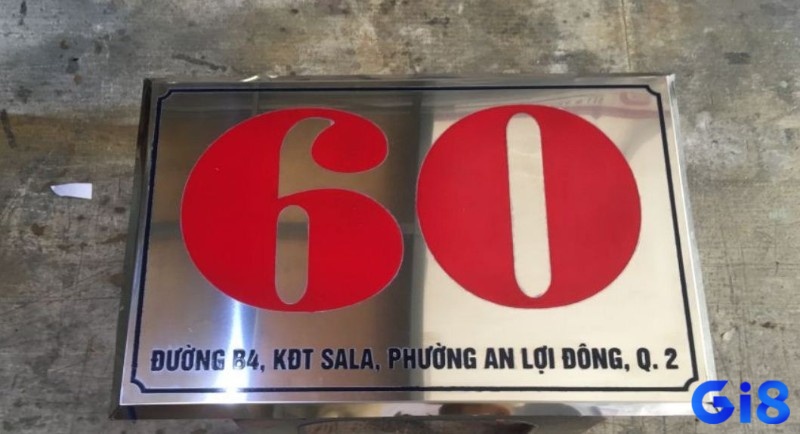 60
ĐƯỜNG B4, KĐT SALA, PHƯỜNG AN LỢI ĐÔNG, Q. 2
Gi8